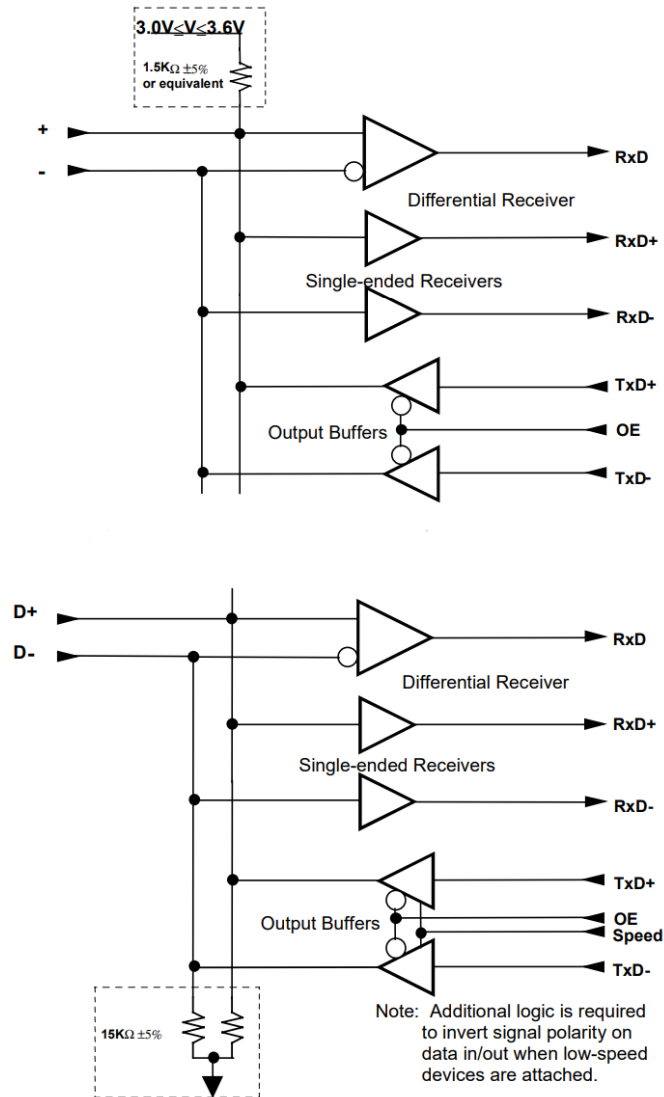 3.0V≤V≤3.6V
1.5KΩ ±5%
or equivalent
+
-
RxD
Differential Receiver
RxD+
Single-ended Receivers
RxD-
TxD+
Output Buffers
OE
TxD-
D+
D-
RxD
Differential Receiver
RxD+
Single-ended Receivers
RxD-
TxD+
Output Buffers
OE
Speed
TxD-
15KΩ ±5%
Note: Additional logic is required
to invert signal polarity on
data in/out when low-speed
devices are attached.